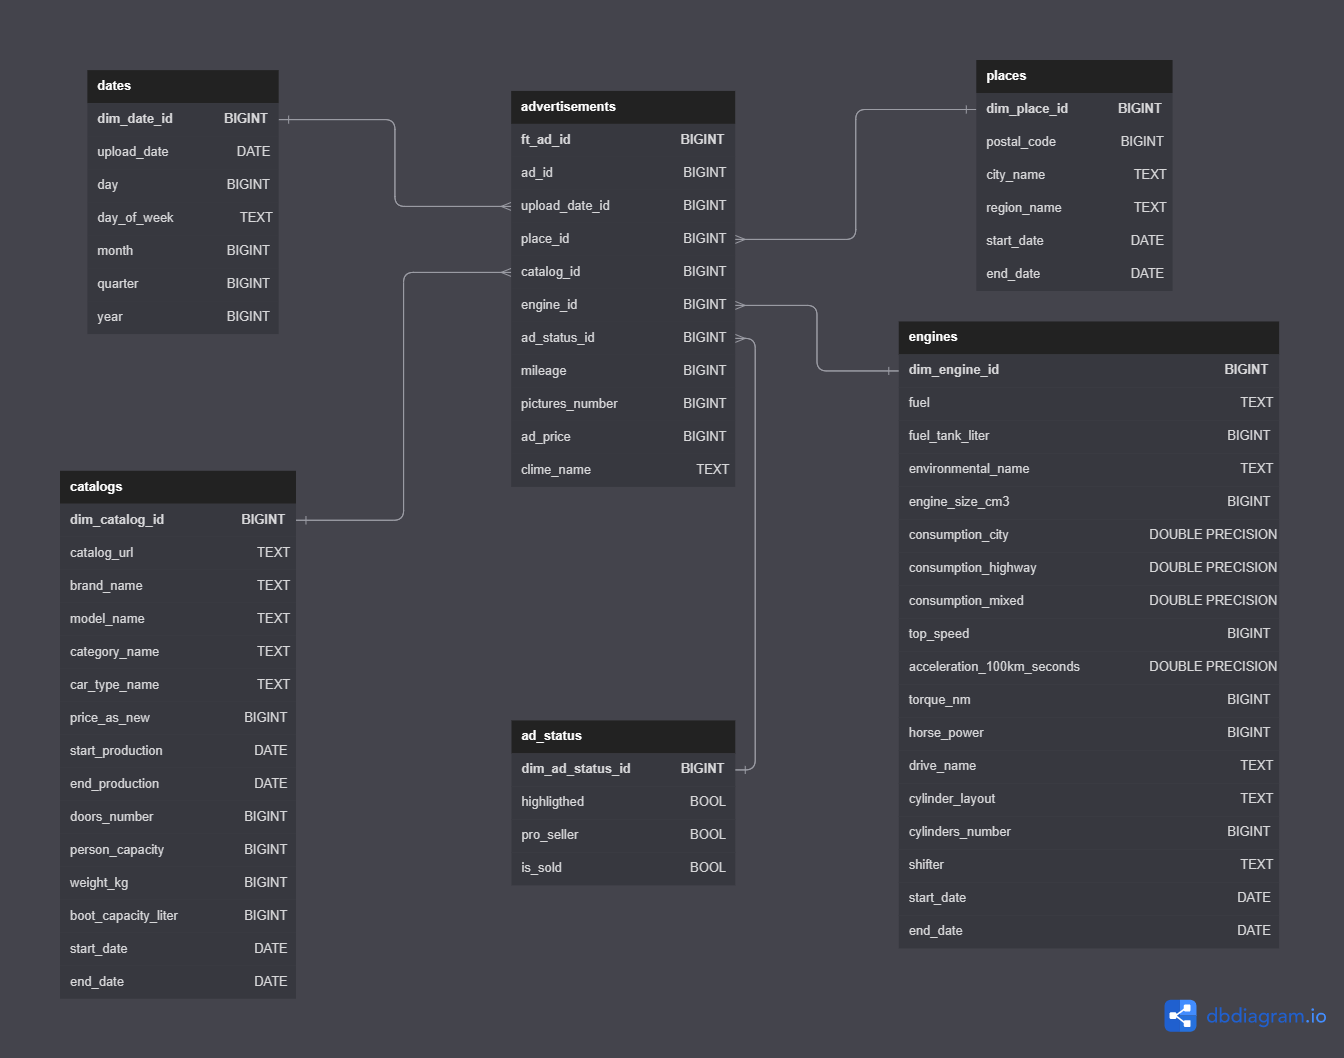 dates
dim_date_id BIGINT
upload_date DATE
day BIGINT
day_of_week TEXT
month BIGINT
quarter BIGINT
year BIGINT
advertisements
ft_ad_id BIGINT
ad_id BIGINT
upload_date_id BIGINT
place_id BIGINT
catalog_id BIGINT
engine_id BIGINT
ad_status_id BIGINT
mileage BIGINT
pictures_number BIGINT
ad_price BIGINT
clime_name TEXT
places
dim_place_id BIGINT
postal_code BIGINT
city_name TEXT
region_name TEXT
start_date DATE
end_date DATE
engines
dim_engine_id BIGINT
fuel TEXT
fuel_tank_liter BIGINT
environmental_name TEXT
engine_size_cm3 BIGINT
consumption_city DOUBLE PRECISION
consumption_highway DOUBLE PRECISION
consumption_mixed DOUBLE PRECISION
top_speed BIGINT
acceleration_100km_seconds DOUBLE PRECISION
torque_nm BIGINT
horse_power BIGINT
drive_name TEXT
cylinder_layout TEXT
cylinders_number BIGINT
shifter TEXT
start_date DATE
end_date DATE
catalogs
dim_catalog_id BIGINT
catalog_url TEXT
brand_name TEXT
model_name TEXT
category_name TEXT
car_type_name TEXT
price_as_new BIGINT
start_production DATE
end_production DATE
doors_number BIGINT
person_capacity BIGINT
weight_kg BIGINT
boot_capacity_liter BIGINT
start_date DATE
end_date DATE
ad_status
dim_ad_status_id BIGINT
highligthed BOOL
pro_seller BOOL
is_sold BOOL
dbdiagram.io